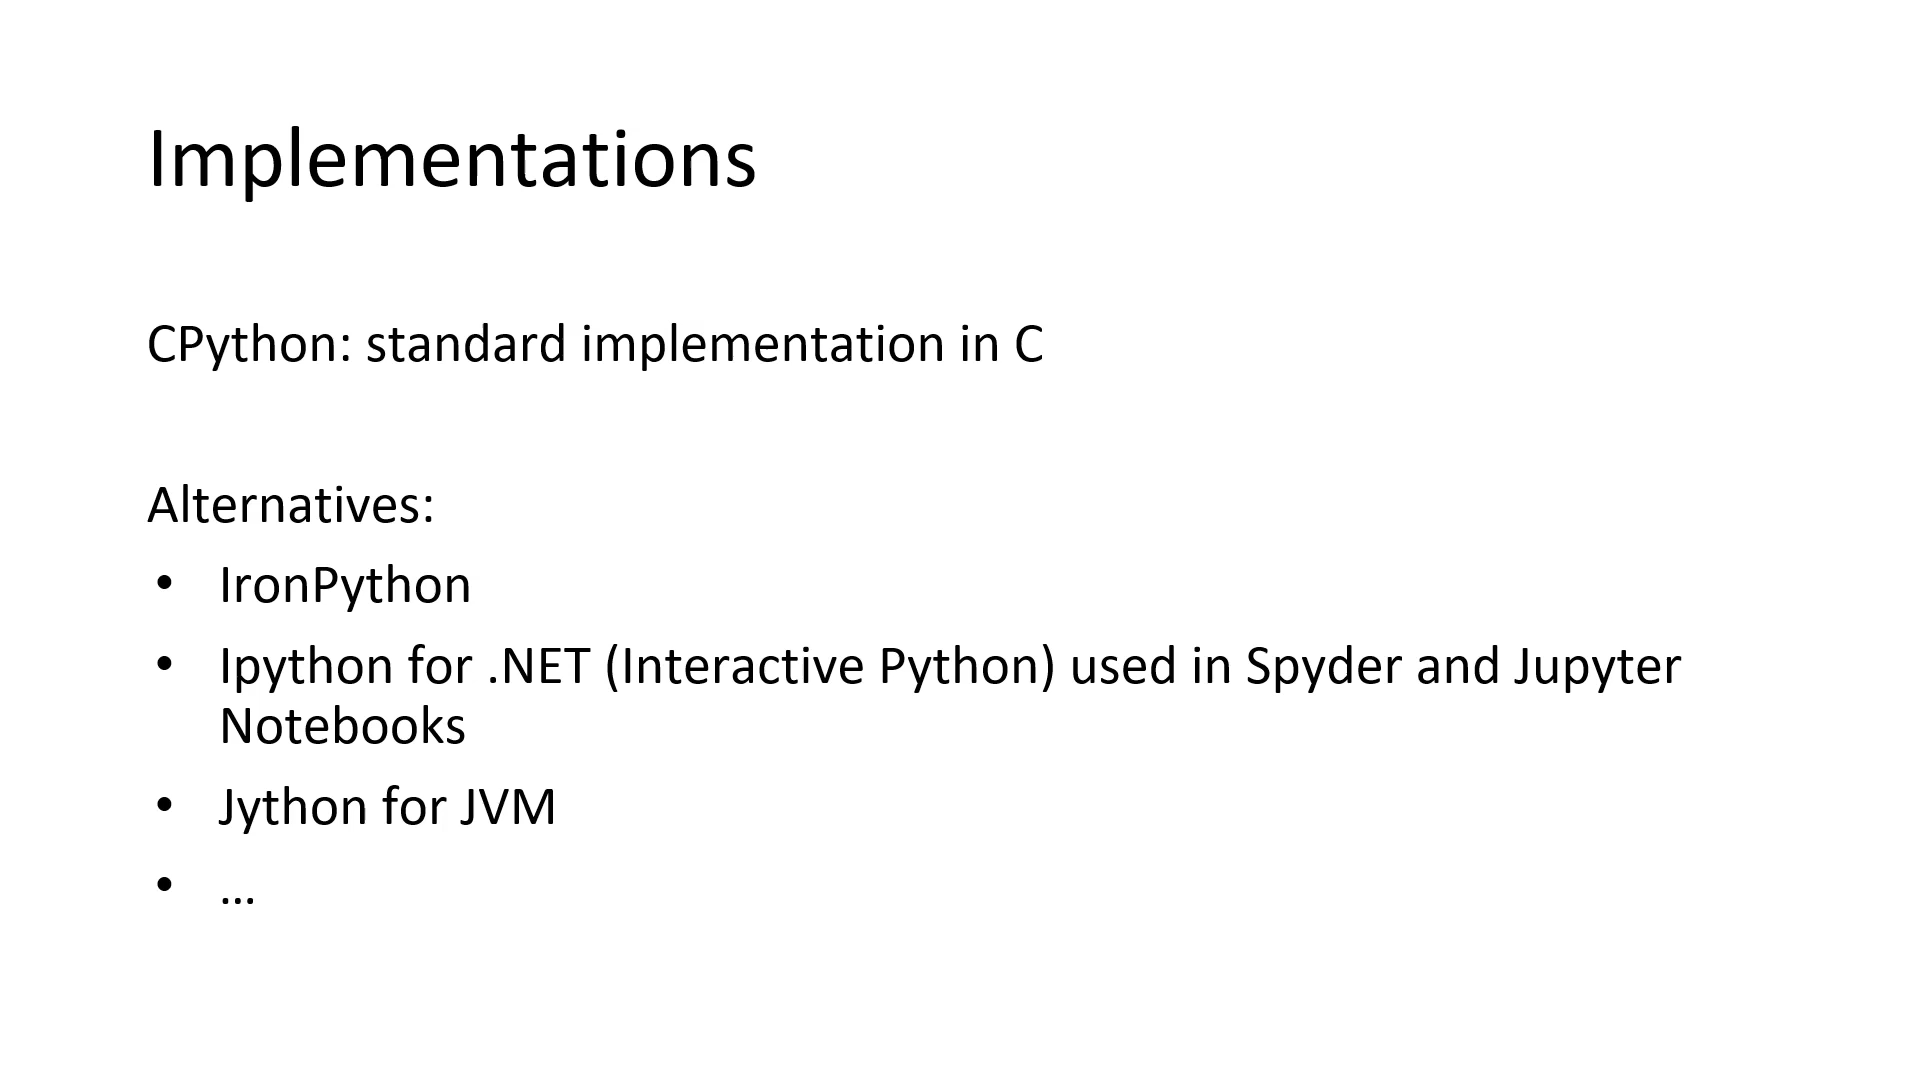 Implementations
CPython: standard implementation in C
Alternatives:
• IronPython
• Ipython for .NET (Interactive Python) used in Spyder and Jupyter
Notebooks
• Jython for JVM
• ...